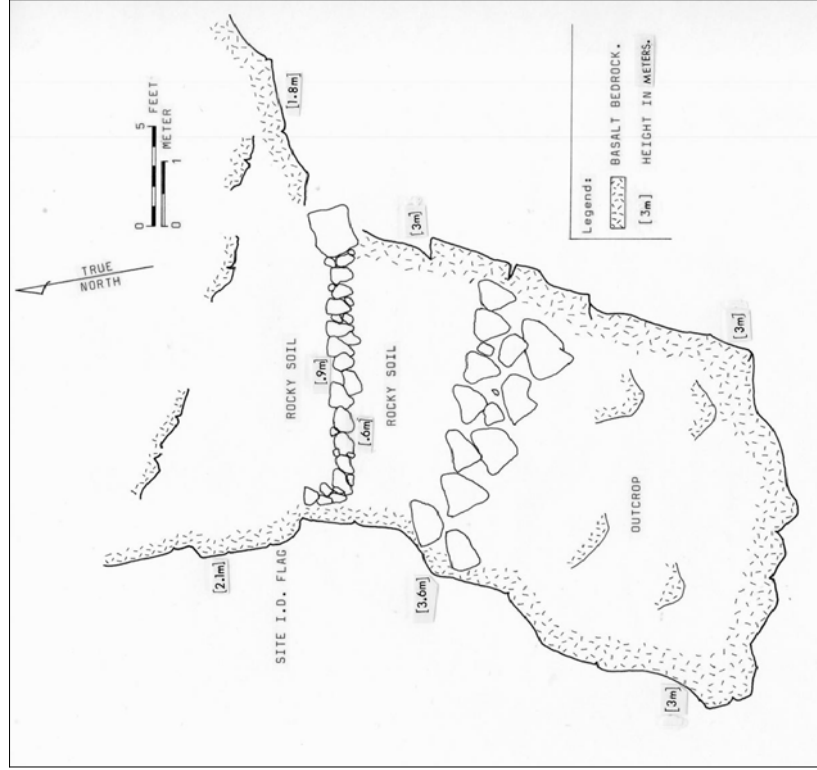 TRUE
NORTH
0 5 FEET
0 1 METER
[1.8m]
[3m]
Legend:
BASALT BEDROCK.
[3m] HEIGHT IN METERS.
ROCKY SOIL
[.9m]
[.6m]
ROCKY SOIL
[2.1m]
SITE I.D. FLAG
[3.6m]
OUTCROP
[3m]
[3m]